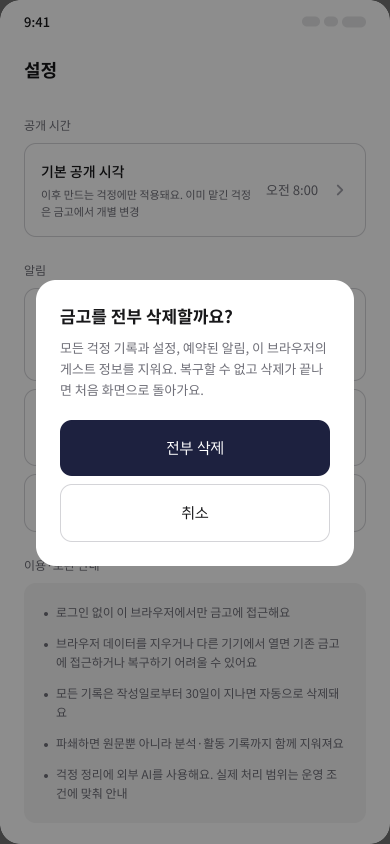 9:41
설정
공개 시간
기본 공개 시각
이후 만드는 걱정에만 적용돼요. 이미 맡긴 걱정
은 금고에서 개별 변경
오전 8:00
알림
금고를 전부 삭제할까요?
모든 걱정 기록과 설정, 예약된 알림, 이 브라우저의
게스트 정보를 지워요. 복구할 수 없고 삭제가 끝나
면 처음 화면으로 돌아가요.
전부 삭제
취소
• 로그인 없이 이 브라우저에서만 금고에 접근해요
• 브라우저 데이터를 지우거나 다른 기기에서 열면 기존 금고
에 접근하거나 복구하기 어려울 수 있어요
• 모든 기록은 작성일로부터 30일이 지나면 자동으로 삭제돼
요
• 파쇄하면 원문뿐 아니라 분석·활동 기록까지 함께 지워져요
• 걱정 정리에 외부 AI를 사용해요. 실제 처리 범위는 운영 조
건에 맞춰 안내